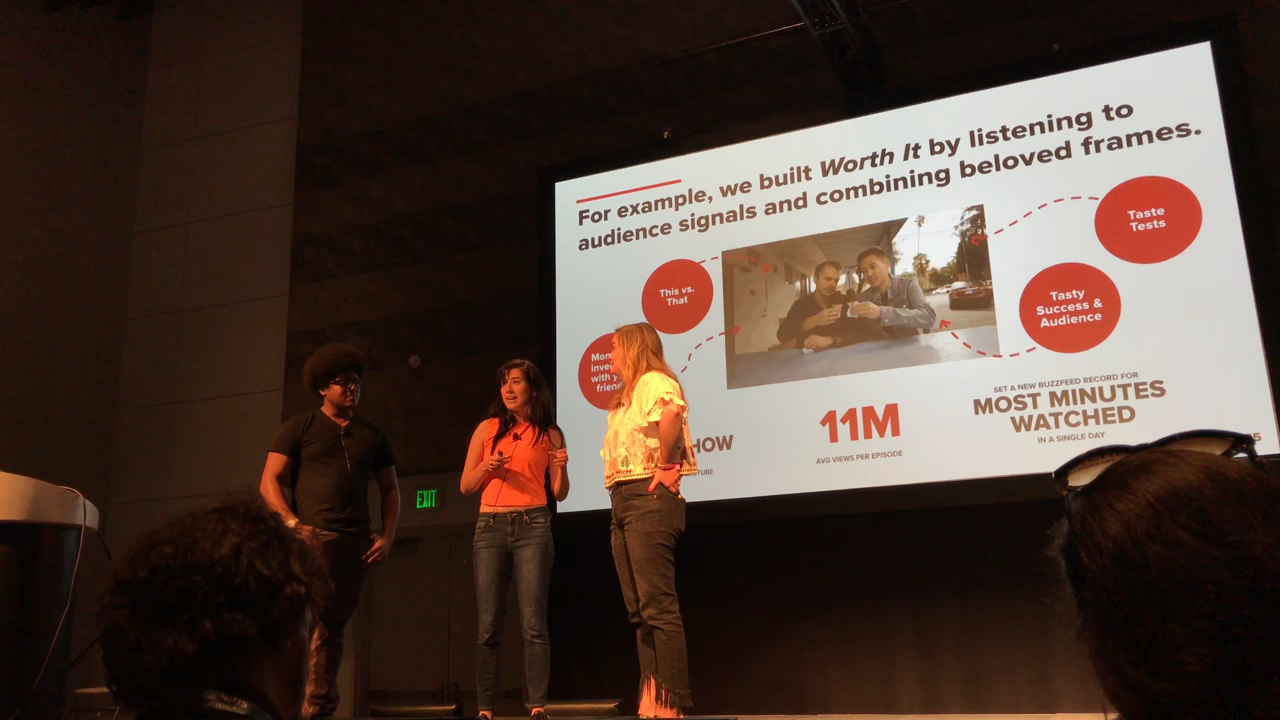 For example, we built Worth It by listening to
audience signals and combining beloved frames.
This vs.
That
Taste
Tests
Tasty
Success &
Audience
with
11M
AVG VIEWS PER EPISODE
SET A NEW BUZZFEED RECORD FOR
MOST MINUTES
WATCHED
IN A SINGLE DAY
EXIT